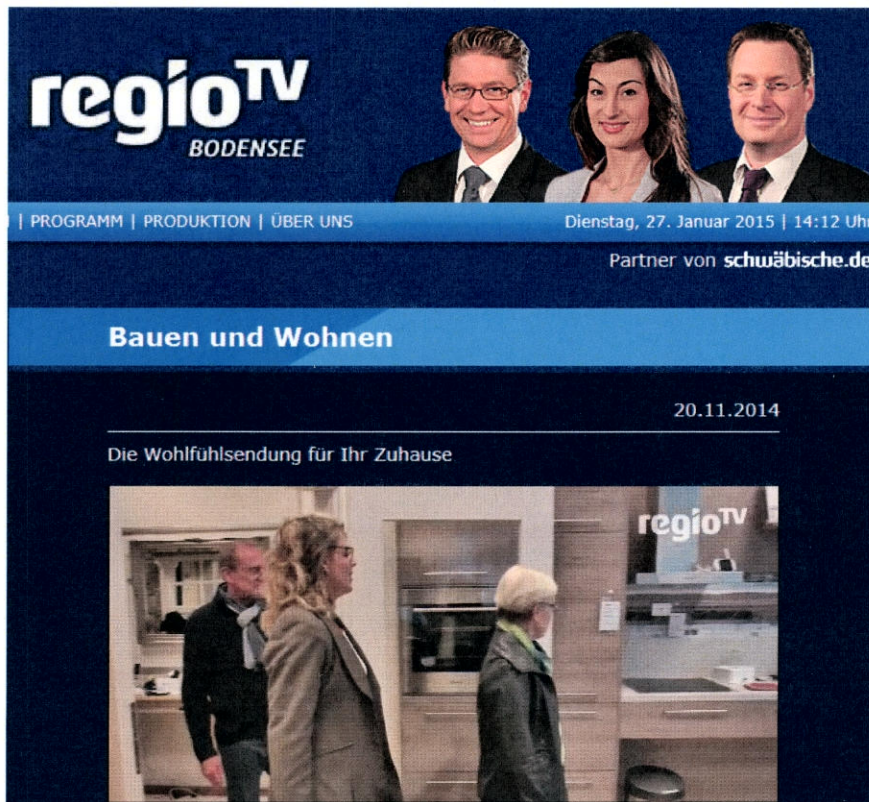 regioTV
BODENSEE
| PROGRAMM | PRODUKTION | ÜBER UNS
Dienstag, 27. Januar 2015 | 14:12 Uhr
Partner von schwäbische.de
Bauen und Wohnen
20.11.2014
Die Wohlfühlsendung für Ihr Zuhause
regioTV